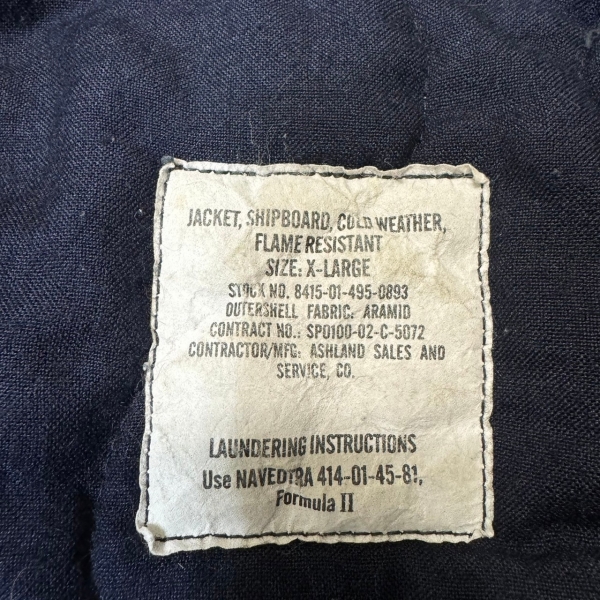 JACKET, SHIPBOARD, COLD WEATHER,
FLAME RESISTANT
SIZE: X-LARGE
STOCK NO. 8415-01-495-0893
OUTERSHELL FABRIC: ARAMID
CONTRACT NO.: SP0100-02-C-5072
CONTRACTOR/MFG: ASHLAND SALES AND
SERVICE, CO.
LAUNDERING INSTRUCTIONS
Use NAVEDTRA 414-01-45-81,
Formula II